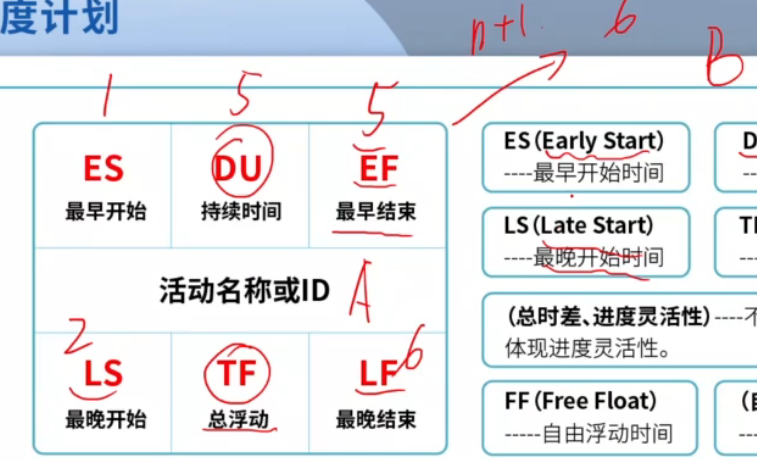 度计划
n+1. 6
B
1 5 5
ES DU EF
最早开始 持续时间 最早结束
活动名称或ID A
2 6
LS TF LF
最晚开始 总浮动 最晚结束
ES(Early Start)
----最早开始时间
D
--
LS(Late Start)
----最晚开始时间
TI
--
(总时差、进度灵活性)----不
体现进度灵活性。
FF(Free Float)
-----自由浮动时间
(自
---